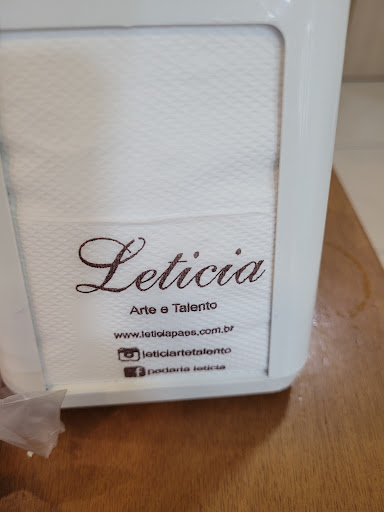 Leticia
Arte e Talento
www.leticiapaes.com.br
leticiartetalento
padaria leticia